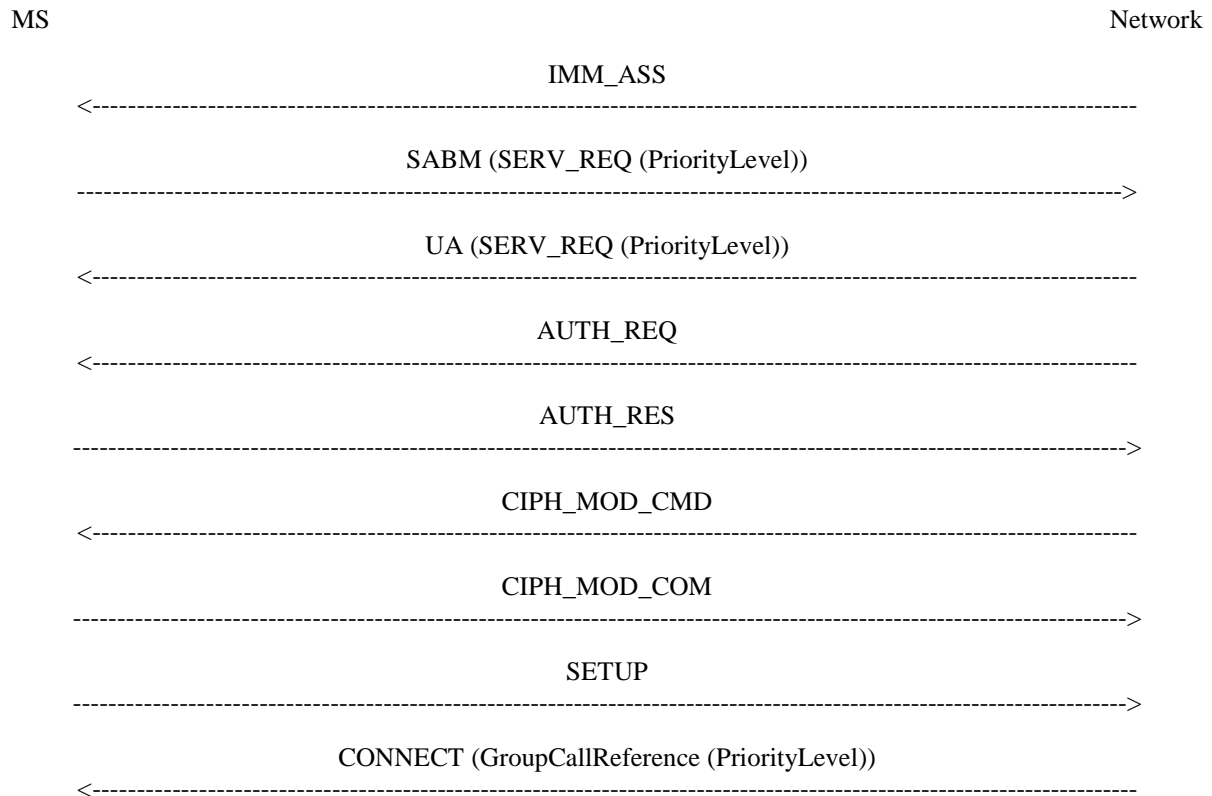 MS Network
IMM_ASS
SABM (SERV_REQ (PriorityLevel))
UA (SERV_REQ (PriorityLevel))
AUTH_REQ
AUTH_RES
CIPH_MOD_CMD
CIPH_MOD_COM
SETUP
CONNECT (GroupCallReference (PriorityLevel))